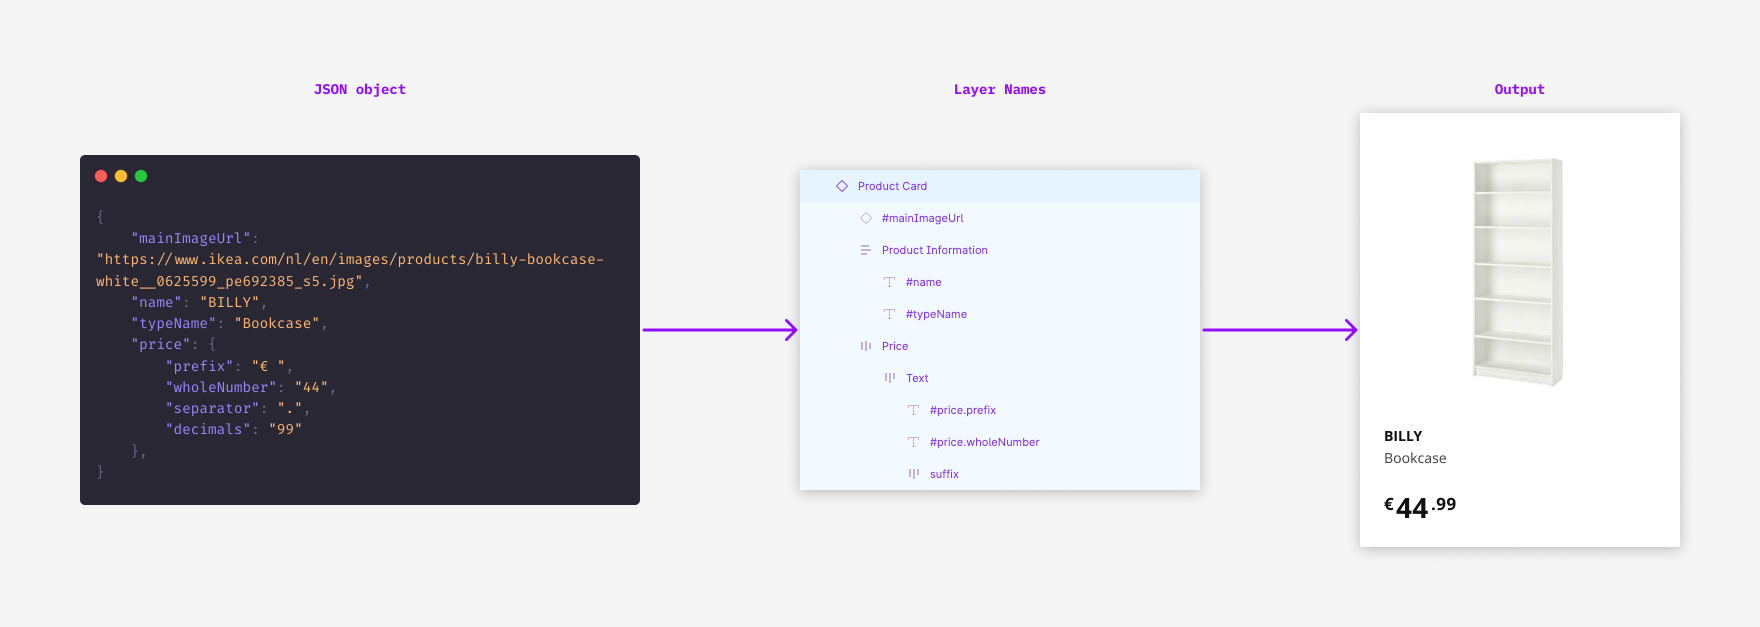 JSON object
{
    "mainImageUrl":
"https://www.ikea.com/nl/en/images/products/billy-bookcase-
white__0625599_pe692385_s5.jpg",
    "name": "BILLY",
    "typeName": "Bookcase",
    "price": {
        "prefix": "€ ",
        "wholeNumber": "44",
        "separator": ".",
        "decimals": "99"
    },
}
Layer Names
Product Card
#mainImageUrl
Product Information
#name
#typeName
Price
Text
#price.prefix
#price.wholeNumber
suffix
Output
BILLY
Bookcase
€44.99